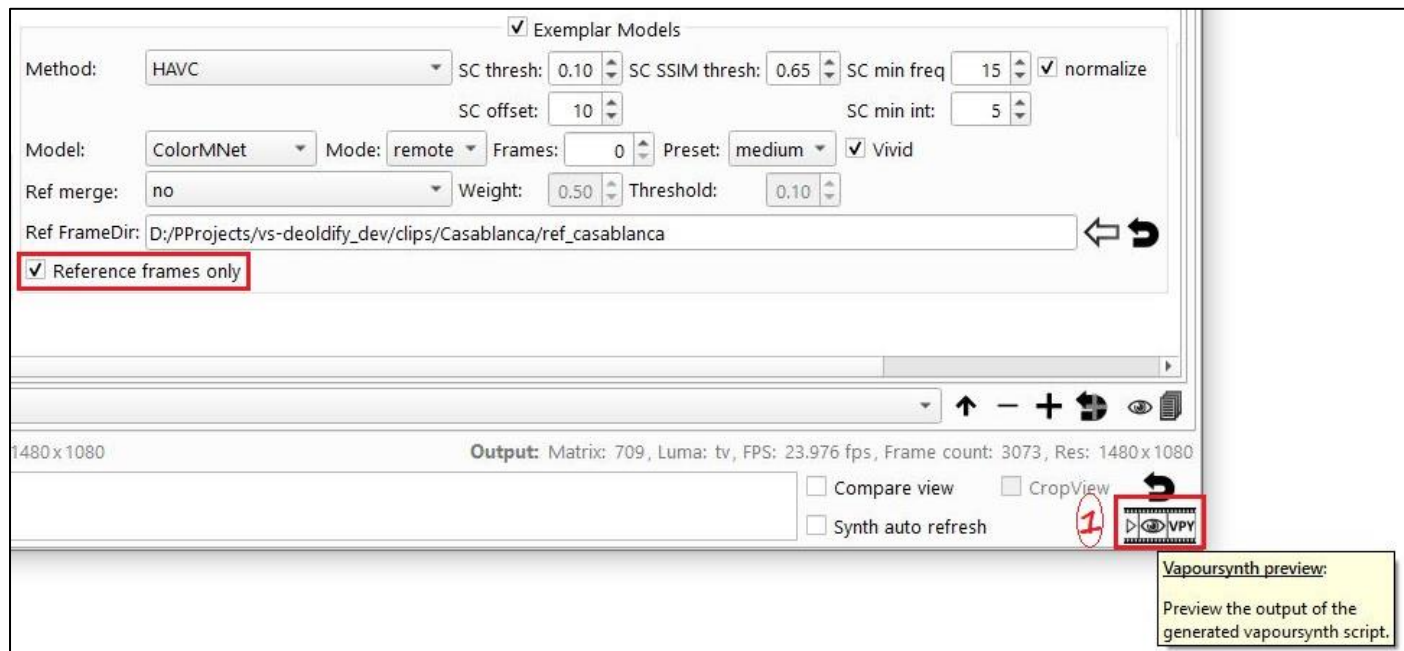 Exemplar Models
Method: HAVC SC thresh: 0.10 SC SSIM thresh: 0.65 SC min freq 15 normalize
SC offset: 10 SC min int: 5
Model: ColorMNet Mode: remote Frames: 0 Preset: medium Vivid
Ref merge: no Weight: 0.50 Threshold: 0.10
Ref FrameDir: D:/PProjects/vs-deoldify_dev/clips/Casablanca/ref_casablanca
Reference frames only
1480x1080 Output: Matrix: 709, Luma: tv, FPS: 23.976 fps, Frame count: 3073, Res: 1480x1080
Compare view CropView
Synth auto refresh 1 VPY
Vapoursynth preview:
Preview the output of the
generated vapoursynth script.